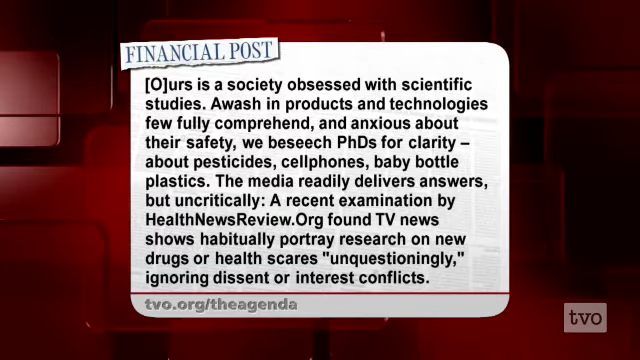 FINANCIAL POST
[O]urs is a society obsessed with scientific
studies. Awash in products and technologies
few fully comprehend, and anxious about
their safety, we beseech PhDs for clarity –
about pesticides, cellphones, baby bottle
plastics. The media readily delivers answers,
but uncritically: A recent examination by
HealthNewsReview.Org found TV news
shows habitually portray research on new
drugs or health scares "unquestioningly,"
ignoring dissent or interest conflicts.
tvo.org/theagenda
tvo